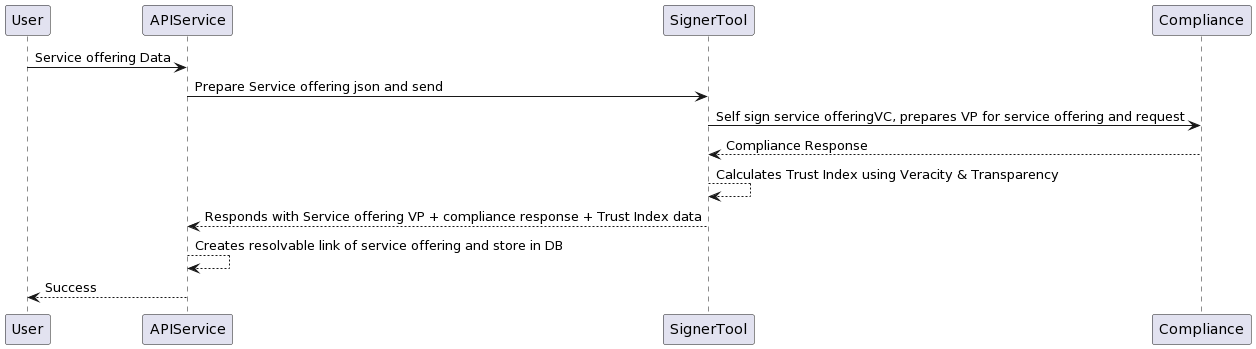 User APIService SignerTool Compliance
Service offering Data
Prepare Service offering json and send
Self sign service offeringVC, prepares VP for service offering and request
Compliance Response
Calculates Trust Index using Veracity & Transparency
Responds with Service offering VP + compliance response + Trust Index data
Creates resolvable link of service offering and store in DB
Success
User APIService SignerTool Compliance